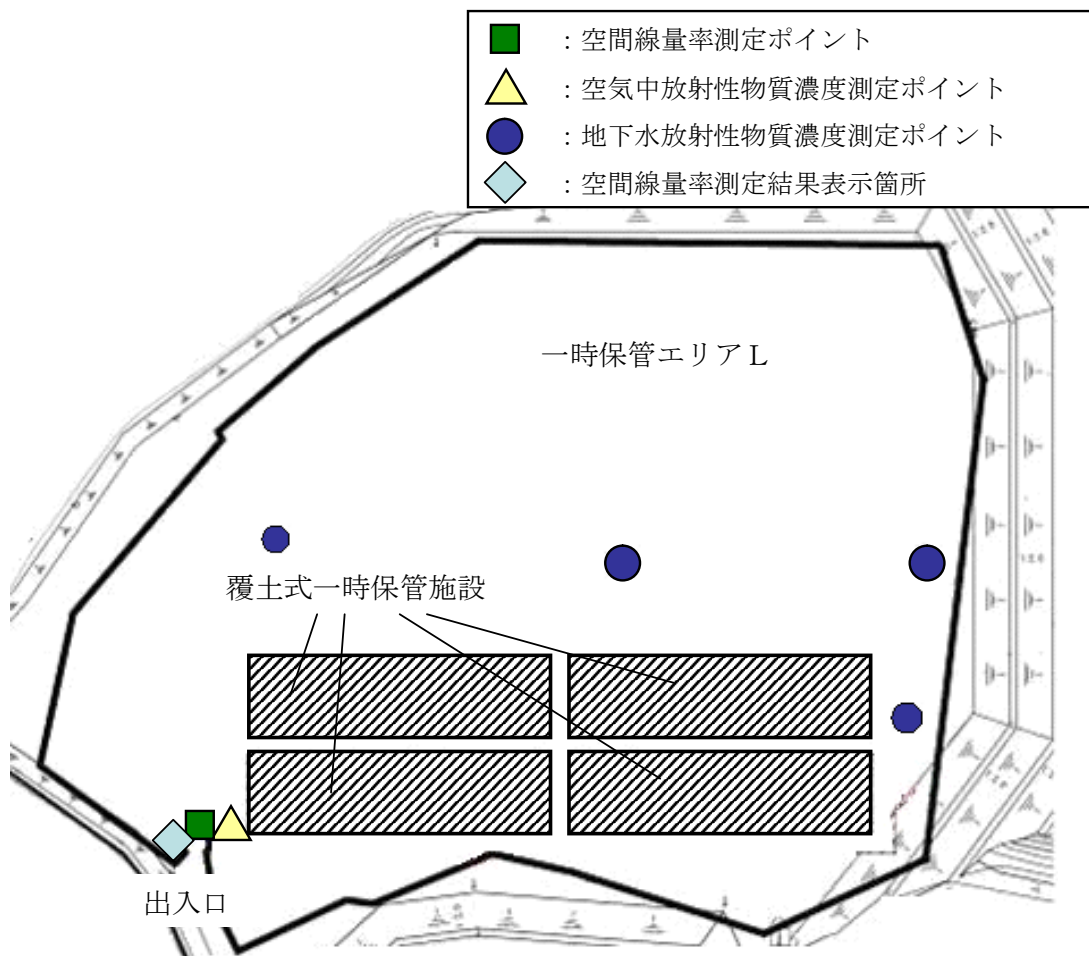 ：空間線量率測定ポイント
：空気中放射性物質濃度測定ポイント
：地下水放射性物質濃度測定ポイント
：空間線量率測定結果表示箇所
一時保管エリアＬ
覆土式一時保管施設
出入口